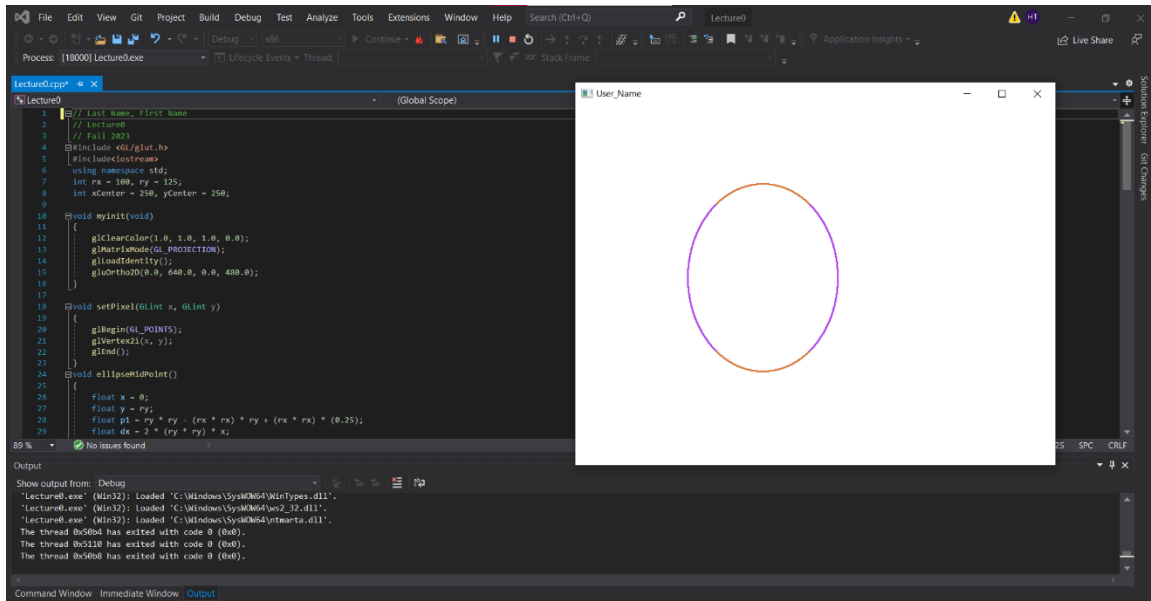 File Edit View Git Project Build Debug Test Analyze Tools Extensions Window Help Search (Ctrl+Q) Lecture0 HT
Debug x86 Continue Application Insights Live Share
Process: [18000] Lecture0.exe Lifecycle Events Thread: Stack Frame:
Lecture0.cpp*
Lecture0 (Global Scope)
1 // Last Name, First Name
2 // Lecture0
3 // Fall 2023
4 #include <GL/glut.h>
5 #include<iostream>
6 using namespace std;
7 int rx = 100, ry = 125;
8 int xCenter = 250, yCenter = 250;
9
10 void myinit(void)
11 {
12 glClearColor(1.0, 1.0, 1.0, 0.0);
13 glMatrixMode(GL_PROJECTION);
14 glLoadIdentity();
15 gluOrtho2D(0.0, 640.0, 0.0, 480.0);
16 }
17
18 void setPixel(GLint x, GLint y)
19 {
20 glBegin(GL_POINTS);
21 glVertex2i(x, y);
22 glEnd();
23 }
24 void ellipseMidPoint()
25 {
26 float x = 0;
27 float y = ry;
28 float p1 = ry * ry - (rx * rx) * ry + (rx * rx) * (0.25);
29 float dx = 2 * (ry * ry) * x;
User_Name
Solution Explorer
Git Changes
89 % No issues found 25 SPC CRLF
Output
Show output from: Debug
'Lecture0.exe' (Win32): Loaded 'C:\Windows\SysWOW64\WinTypes.dll'.
'Lecture0.exe' (Win32): Loaded 'C:\Windows\SysWOW64\ws2_32.dll'.
'Lecture0.exe' (Win32): Loaded 'C:\Windows\SysWOW64\ntmarta.dll'.
The thread 0x50b4 has exited with code 0 (0x0).
The thread 0x5110 has exited with code 0 (0x0).
The thread 0x50b8 has exited with code 0 (0x0).
Command Window Immediate Window Output